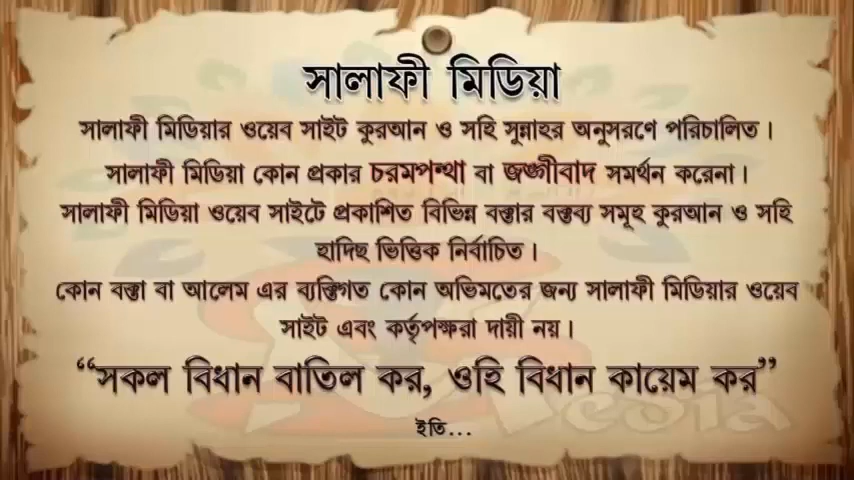 সালাফী মিডিয়া
সালাফী মিডিয়ার ওয়েব সাইট কুরআন ও সহি সুন্নাহর অনুসরণে পরিচালিত।
সালাফী মিডিয়া কোন প্রকার চরমপন্থা বা জঙ্গীবাদ সমর্থন করেনা।
সালাফী মিডিয়া ওয়েব সাইটে প্রকাশিত বিভিন্ন বক্তার বক্তব্য সমূহ কুরআন ও সহি
হাদিছ ভিত্তিক নির্বাচিত।
কোন বক্তা বা আলেম এর ব্যক্তিগত কোন অভিমতের জন্য সালাফী মিডিয়ার ওয়েব
সাইট এবং কর্তৃপক্ষরা দায়ী নয়।
“সকল বিধান বাতিল কর, ওহি বিধান কায়েম কর”
ইতি...